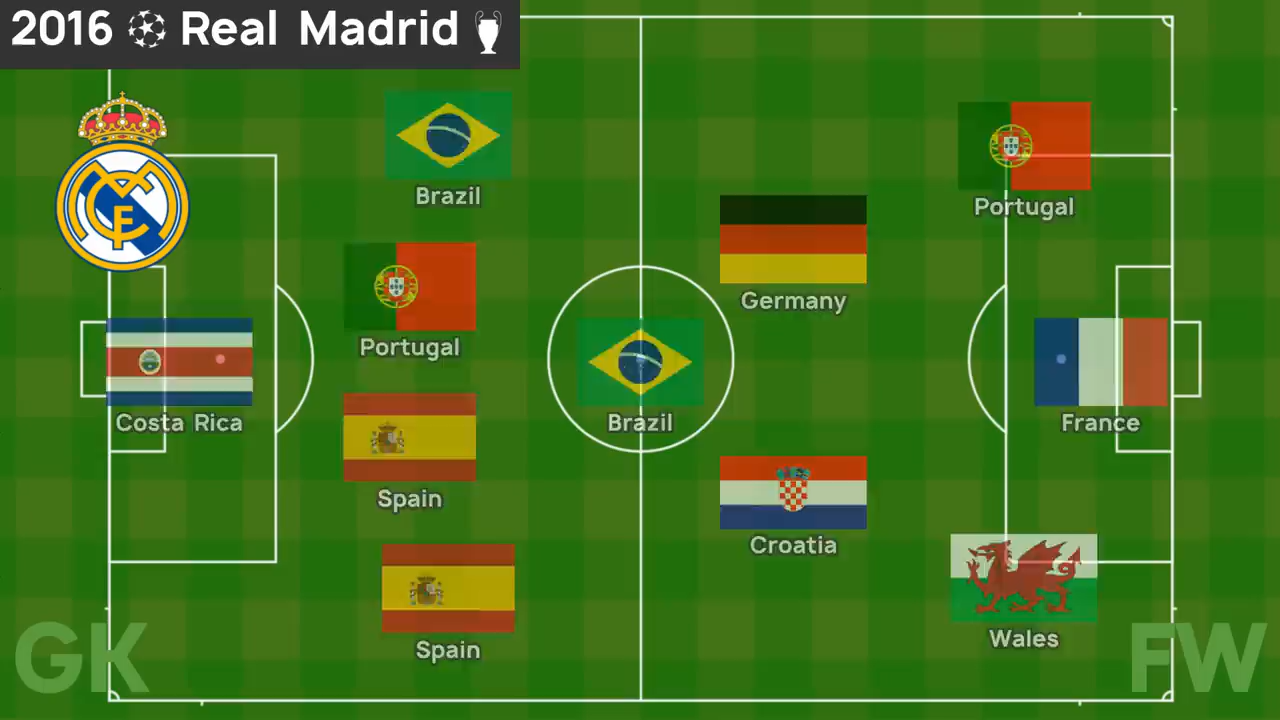 2016 Real Madrid
Brazil
Portugal
Portugal
Germany
Costa Rica
Brazil
France
Spain
Croatia
Spain
Wales
GK
FW